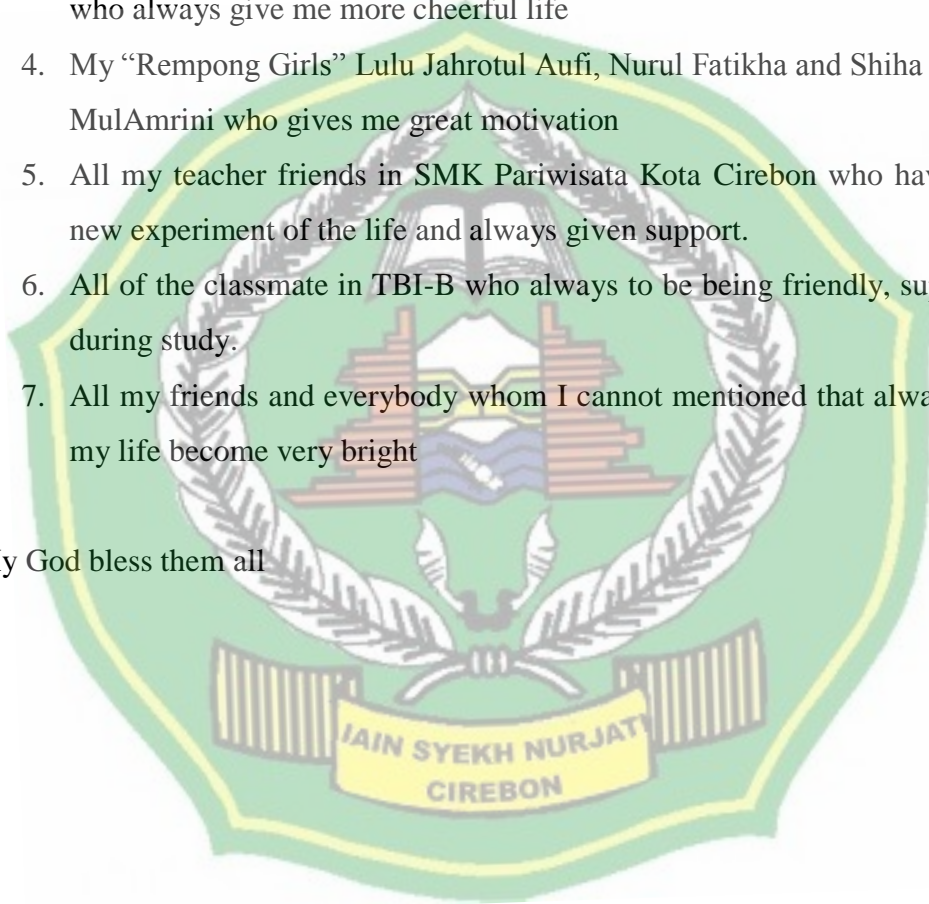 who always give me more cheerful life
4. My “Rempong Girls” Lulu Jahrotul Aufi, Nurul Fatikha and Shiha
MulAmrini who gives me great motivation
5. All my teacher friends in SMK Pariwisata Kota Cirebon who
new experiment of the life and always given support.
6. All of the classmate in TBI-B who always to be being friendly,
during study.
7. All my friends and everybody whom I cannot mentioned that
my life become very bright
God bless them all
IAIN SYEKH NURJATI
CIREBON